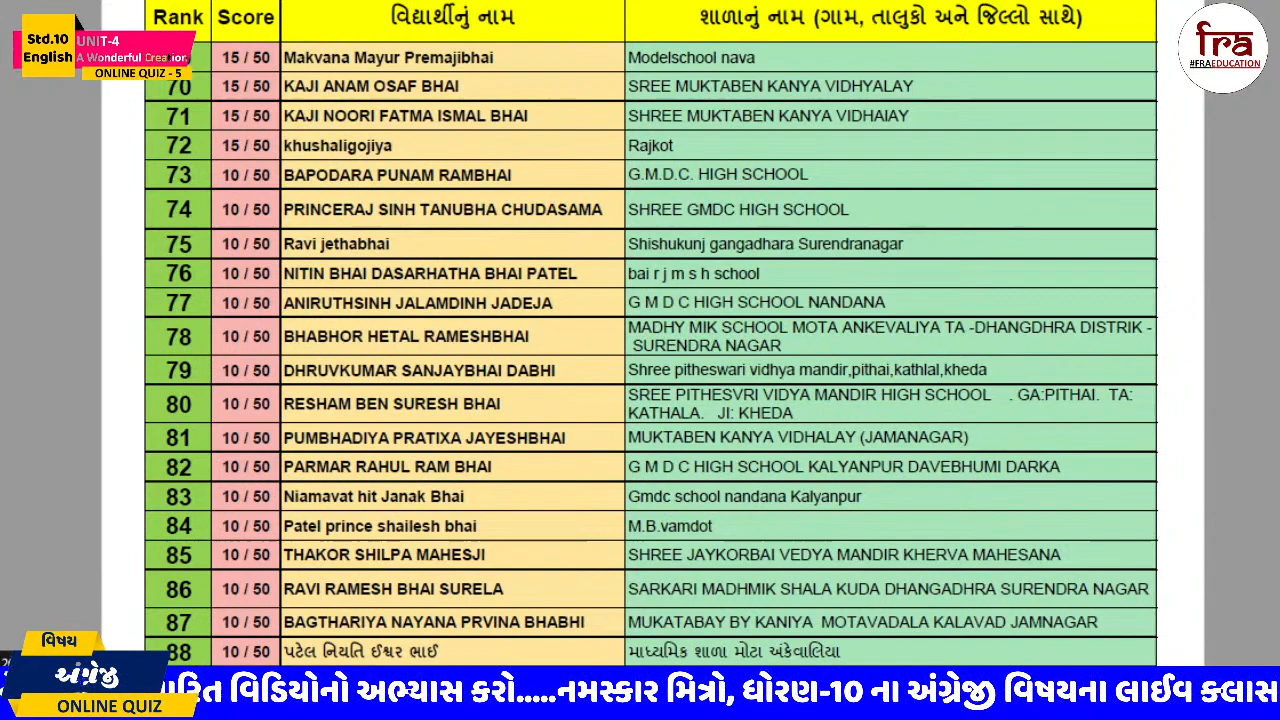 Rank Score વિદ્યાર્થીનું નામ શાળાનું નામ (ગામ, તાલુકો અને જિલ્લો સાથે)
Std.10 English
UNIT-4
A Wonderful Creation,
ONLINE QUIZ - 5
fra
#FRAEDUCATION
15 / 50 Makvana Mayur Premajibhai Modelschool nava
70 15 / 50 KAJI ANAM OSAF BHAI SREE MUKTABEN KANYA VIDHYALAY
71 15 / 50 KAJI NOORI FATMA ISMAL BHAI SHREE MUKTABEN KANYA VIDHAIAY
72 15 / 50 khushaligojiya Rajkot
73 10 / 50 BAPODARA PUNAM RAMBHAI G.M.D.C. HIGH SCHOOL
74 10 / 50 PRINCERAJ SINH TANUBHA CHUDASAMA SHREE GMDC HIGH SCHOOL
75 10 / 50 Ravi jethabhai Shishukunj gangadhara Surendranagar
76 10 / 50 NITIN BHAI DASARHATHA BHAI PATEL bai r j m s h school
77 10 / 50 ANIRUTHSINH JALAMDINH JADEJA G M D C HIGH SCHOOL NANDANA
78 10 / 50 BHABHOR HETAL RAMESHBHAI MADHY MIK SCHOOL MOTA ANKEVALIYA TA -DHANGDHRA DISTRIK -
SURENDRA NAGAR
79 10 / 50 DHRUVKUMAR SANJAYBHAI DABHI Shree pitheswari vidhya mandir,pithai,kathlal,kheda
80 10 / 50 RESHAM BEN SURESH BHAI SREE PITHESVRI VIDYA MANDIR HIGH SCHOOL . GA:PITHAI. TA:
KATHALA. JI: KHEDA
81 10 / 50 PUMBHADIYA PRATIXA JAYESHBHAI MUKTABEN KANYA VIDHALAY (JAMANAGAR)
82 10 / 50 PARMAR RAHUL RAM BHAI G M D C HIGH SCHOOL KALYANPUR DAVEBHUMI DARKA
83 10 / 50 Niamavat hit Janak Bhai Gmdc school nandana Kalyanpur
84 10 / 50 Patel prince shailesh bhai M.B.vamdot
85 10 / 50 THAKOR SHILPA MAHESJI SHREE JAYKORBAI VEDYA MANDIR KHERVA MAHESANA
86 10 / 50 RAVI RAMESH BHAI SURELA SARKARI MADHMIK SHALA KUDA DHANGADHRA SURENDRA NAGAR
87 10 / 50 BAGTHARIYA NAYANA PRVINA BHABHI MUKATABAY BY KANIYA MOTAVADALA KALAVAD JAMNAGAR
88 10 / 50 પટેલ નિયતિ ઈશ્વર ભાઈ માધ્યમિક શાળા મોટા અંકેવાલિયા
વિષય
અંગ્રેજી
ONLINE QUIZ
વિડિયોનો અભ્યાસ કરો.....નમસ્કાર મિત્રો, ધોરણ-10 ના અંગ્રેજી વિષયના લાઈવ ક્લાસ